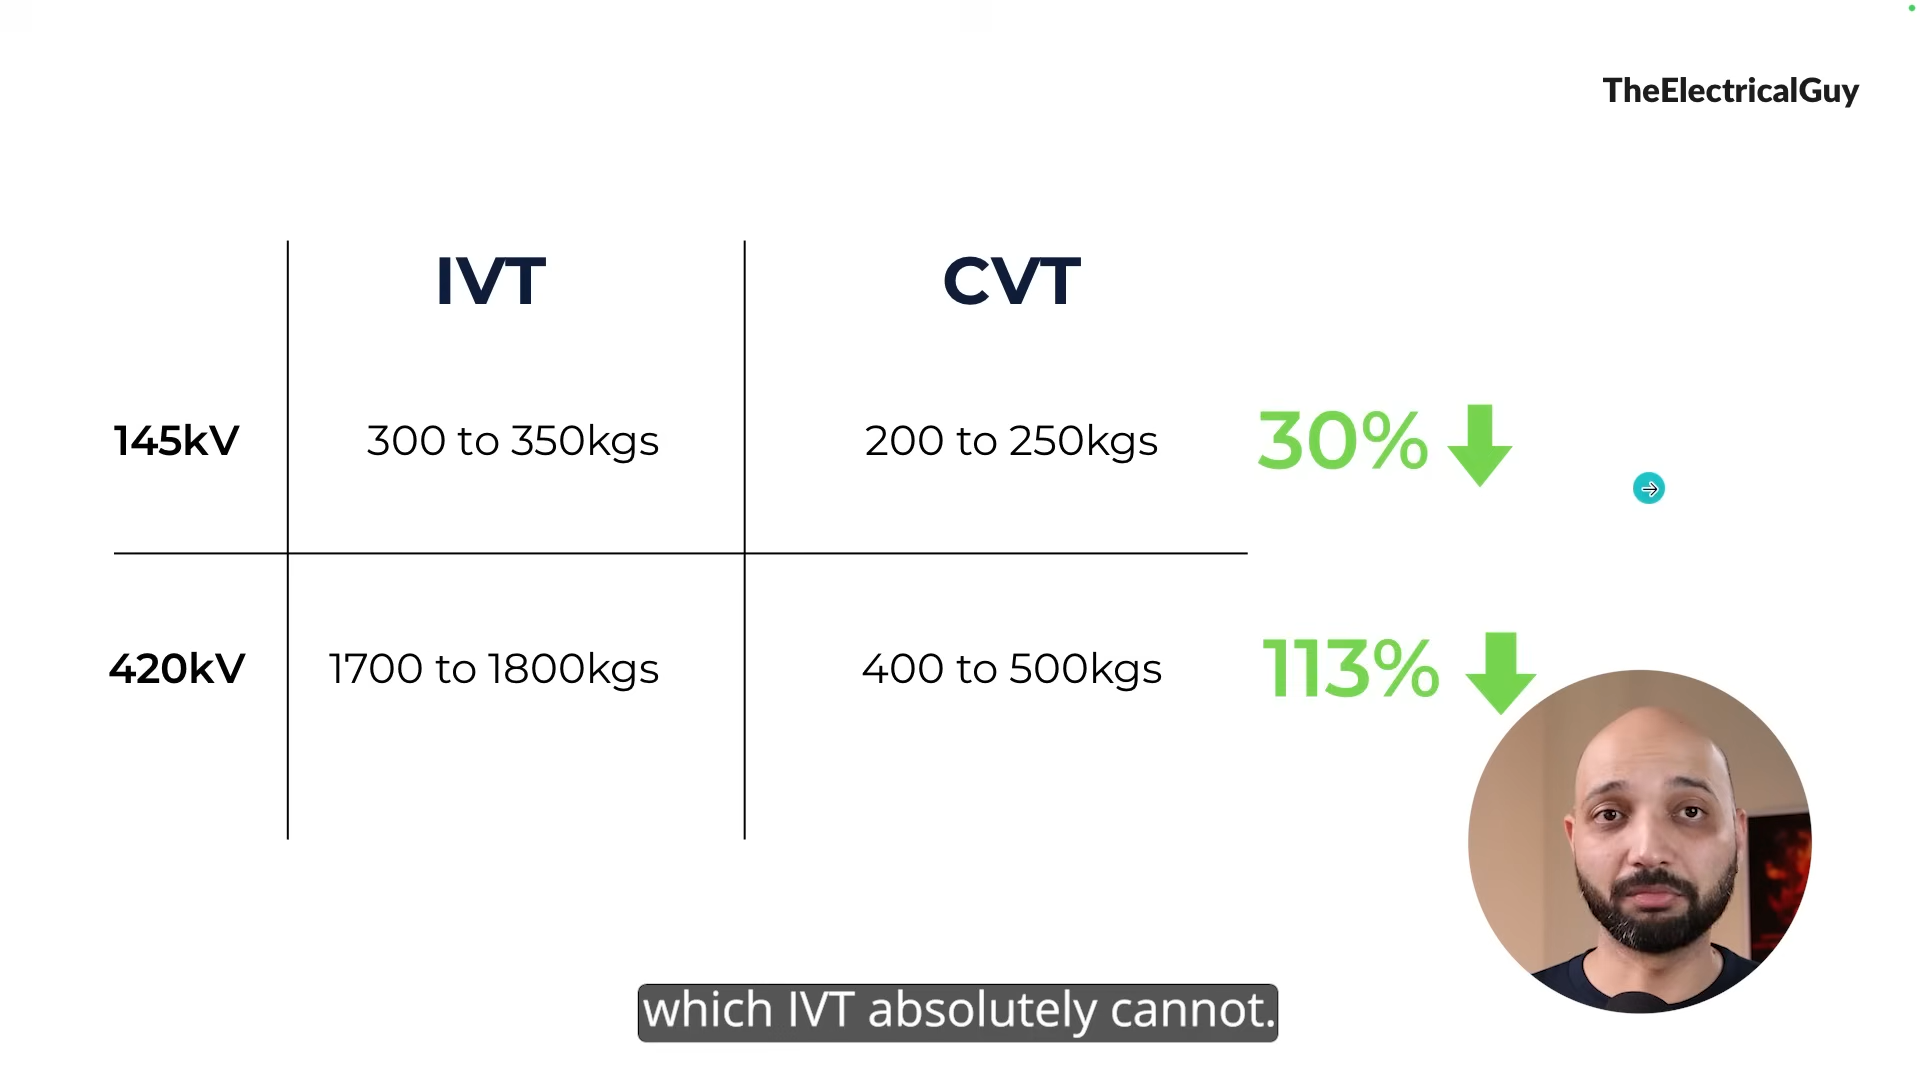 TheElectricalGuy
IVT CVT
145kV 300 to 350kgs 200 to 250kgs 30%
420kV 1700 to 1800kgs 400 to 500kgs 113%
which IVT absolutely cannot.